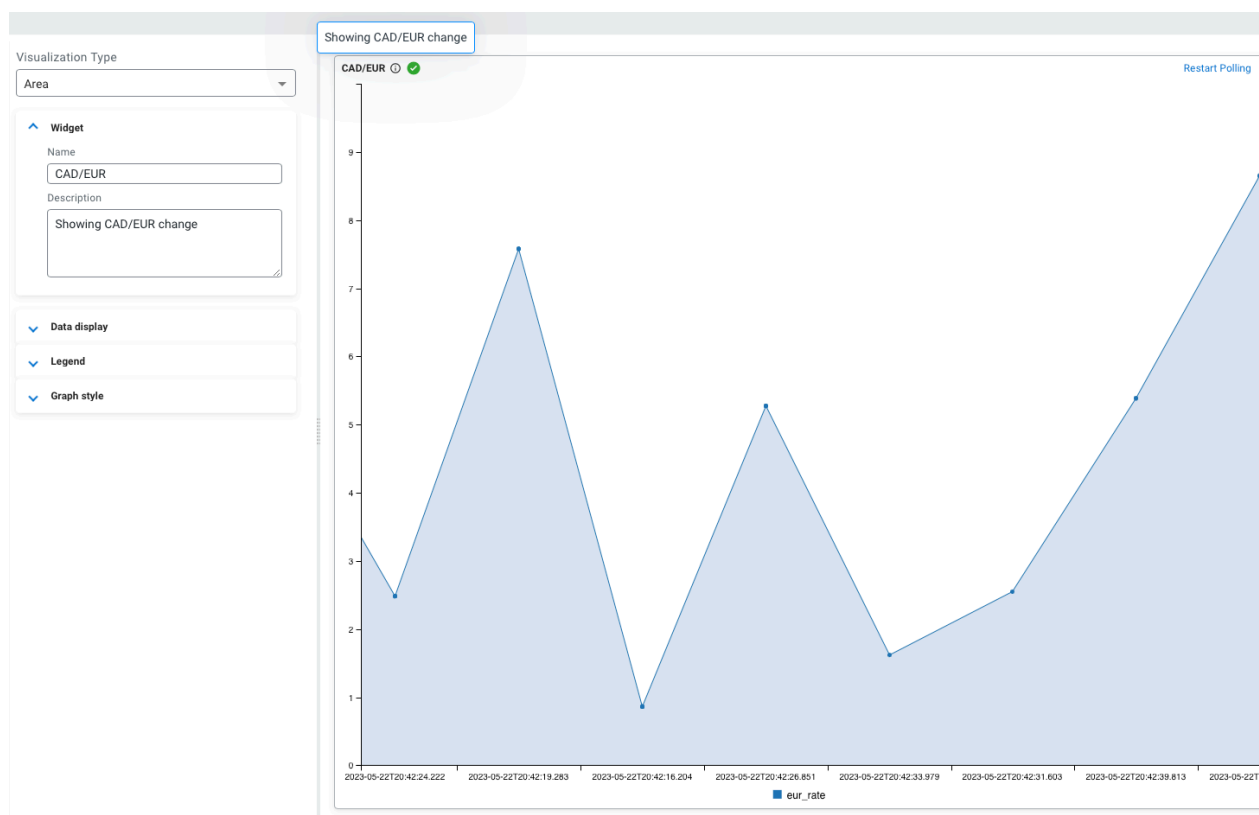 Showing CAD/EUR change
Visualization Type
Area
Widget
Name
CAD/EUR
Description
Showing CAD/EUR change
Data display
Legend
Graph style
CAD/EUR
Restart Polling
9
8
7
6
5
4
3
2
1
0
2023-05-22T20:42:24.222 2023-05-22T20:42:19.283 2023-05-22T20:42:16.204 2023-05-22T20:42:26.851 2023-05-22T20:42:33.979 2023-05-22T20:42:31.603 2023-05-22T20:42:39.813 2023-05-22T
eur_rate